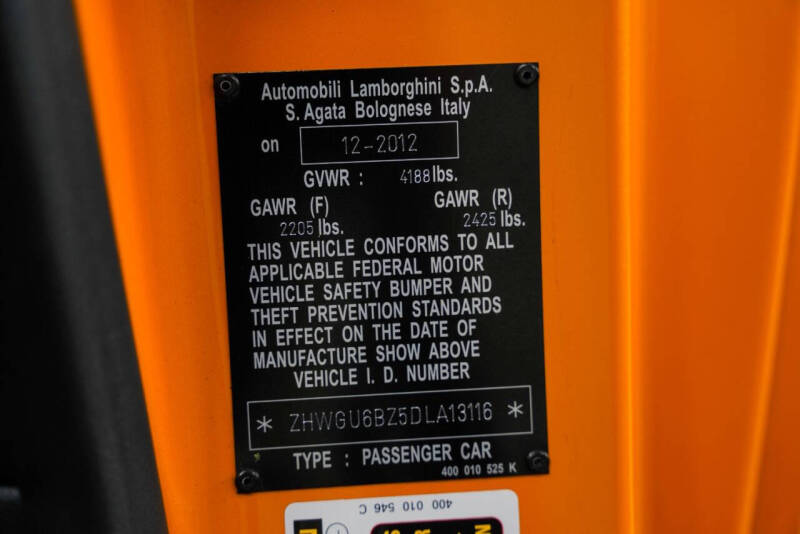 Automobili Lamborghini S.p.A.
S. Agata Bolognese Italy
on 12-2012
GVWR : 4188 lbs.
GAWR (F) GAWR (R)
2205 lbs. 2425 lbs.
THIS VEHICLE CONFORMS TO ALL
APPLICABLE FEDERAL MOTOR
VEHICLE SAFETY BUMPER AND
THEFT PREVENTION STANDARDS
IN EFFECT ON THE DATE OF
MANUFACTURE SHOW ABOVE
VEHICLE I. D. NUMBER
* ZHWGU6BZ5DLA13116 *
TYPE : PASSENGER CAR
400 010 525 K
400 010 546 C